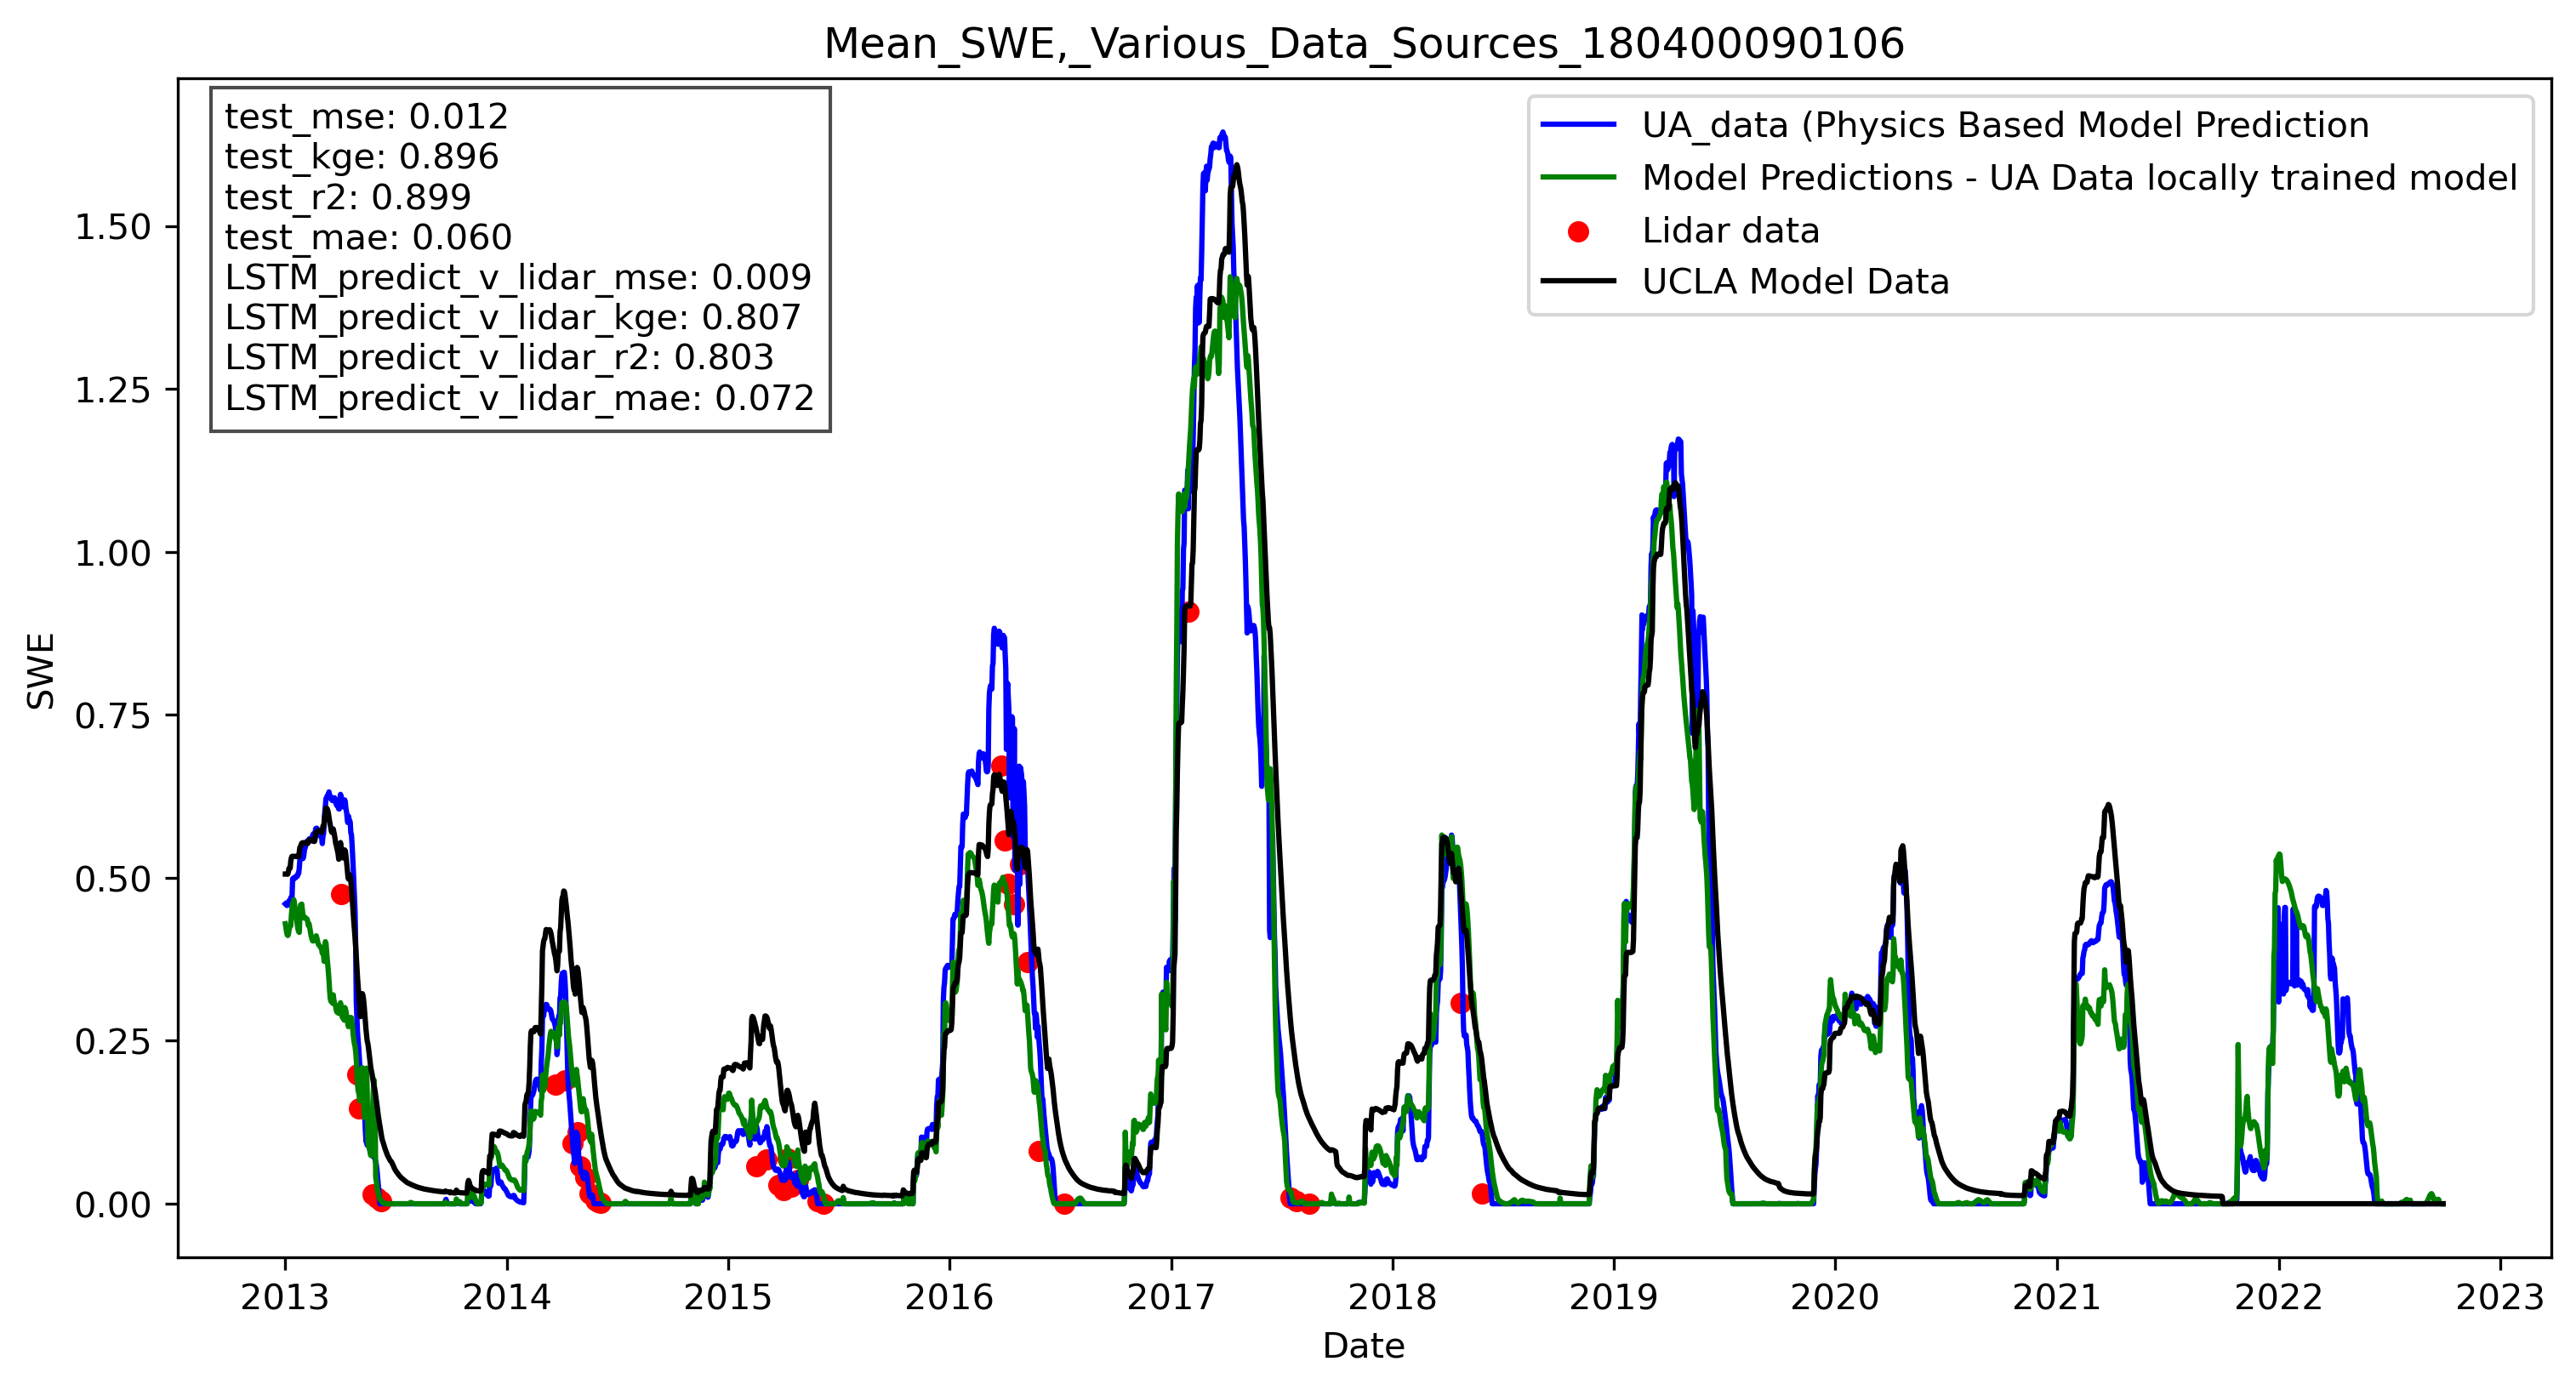 Mean_SWE,_Various_Data_Sources_180400090106
test_mse: 0.012
test_kge: 0.896
test_r2: 0.899
test_mae: 0.060
LSTM_predict_v_lidar_mse: 0.009
LSTM_predict_v_lidar_kge: 0.807
LSTM_predict_v_lidar_r2: 0.803
LSTM_predict_v_lidar_mae: 0.072
UA_data (Physics Based Model Prediction
Model Predictions - UA Data locally trained model
Lidar data
UCLA Model Data
SWE
1.50
1.25
1.00
0.75
0.50
0.25
0.00
2013 2014 2015 2016 2017 2018 2019 2020 2021 2022 2023
Date